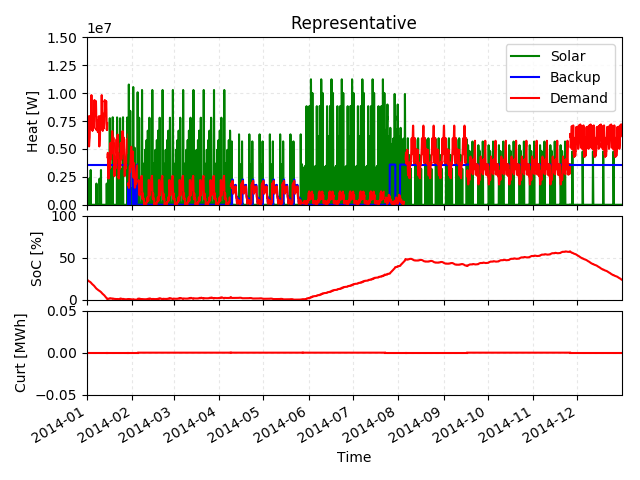 Representative
1e7
Heat [W]
1.50
1.25
1.00
0.75
0.50
0.25
0.00
Solar
Backup
Demand
SoC [%]
100
50
0
Curt [MWh]
0.05
0.00
−0.05
2014-01
2014-02
2014-03
2014-04
2014-05
2014-06
2014-07
2014-08
2014-09
2014-10
2014-11
2014-12
Time